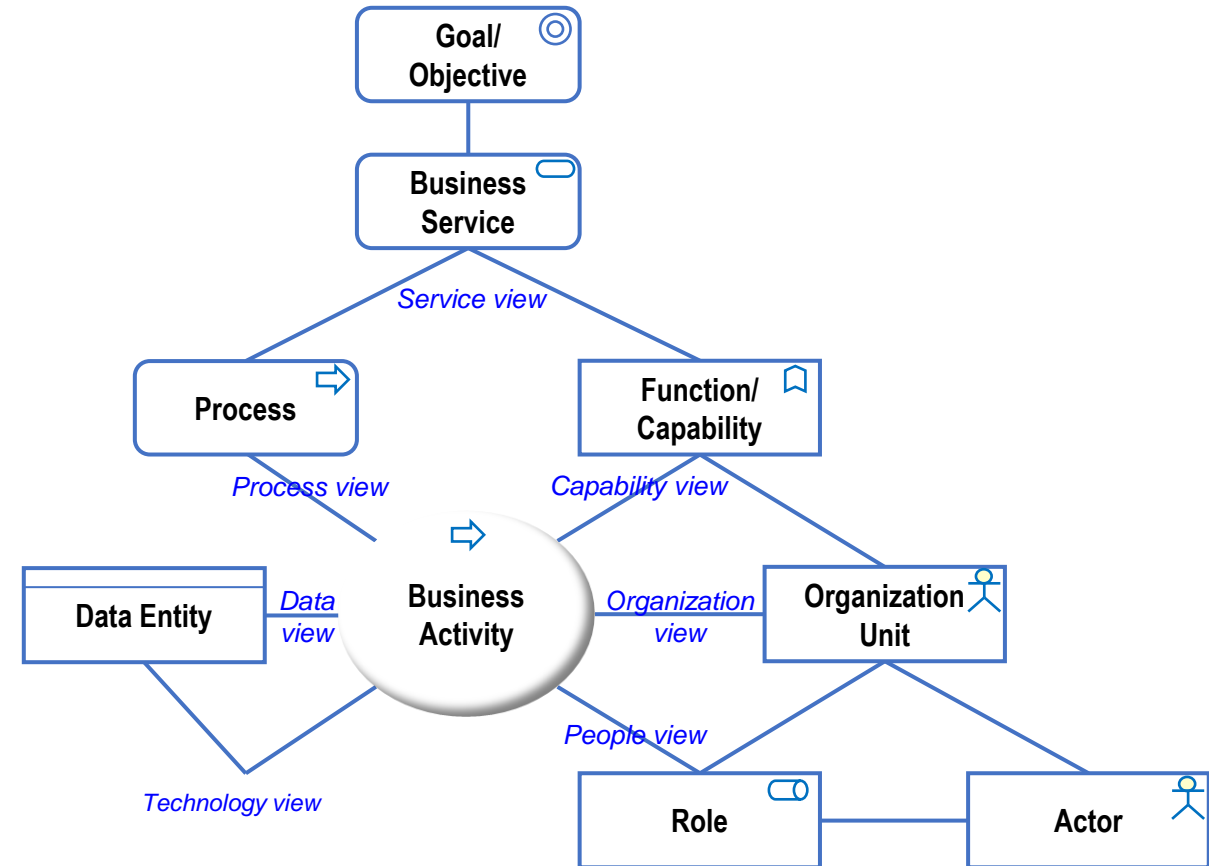 Goal/
Objective
Business
Service
Service view
Process
Function/
Capability
Process view
Capability view
Data Entity
Data
view
Business
Activity
Organization
view
Organization
Unit
People view
Technology view
Role
Actor